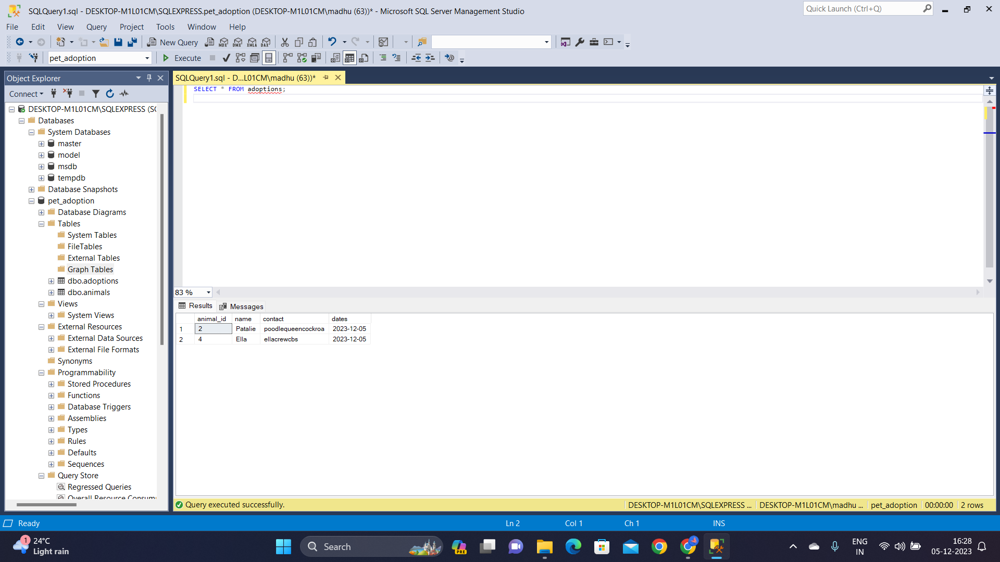 SQLQuery1.sql - DESKTOP-M1L01CM\SQLEXPRESS.pet_adoption (DESKTOP-M1L01CM\madhu (63))* - Microsoft SQL Server Management Studio
Quick Launch (Ctrl+Q)
File Edit View Query Project Tools Window Help
New Query MDX DMX XMLA DAX
pet_adoption Execute
Object Explorer
Connect
DESKTOP-M1L01CM\SQLEXPRESS (SQ
Databases
System Databases
master
model
msdb
tempdb
Database Snapshots
pet_adoption
Database Diagrams
Tables
System Tables
FileTables
External Tables
Graph Tables
dbo.adoptions
dbo.animals
Views
System Views
External Resources
External Data Sources
External File Formats
Synonyms
Programmability
Stored Procedures
Functions
Database Triggers
Assemblies
Types
Rules
Defaults
Sequences
Query Store
Regressed Queries
Overall Resource Consum
SQLQuery1.sql - D...L01CM\madhu (63))*
SELECT * FROM adoptions;
83 %
Results Messages
animal_id name contact dates
1 2 Patalie poodlequeencockroa 2023-12-05
2 4 Ella ellacrewcbs 2023-12-05
Query executed successfully. DESKTOP-M1L01CM\SQLEXPRESS ... DESKTOP-M1L01CM\madhu ... pet_adoption 00:00:00 2 rows
Ready Ln 2 Col 1 Ch 1 INS
1 24°C
Light rain
Search
PRE
ENG
IN
16:28
05-12-2023